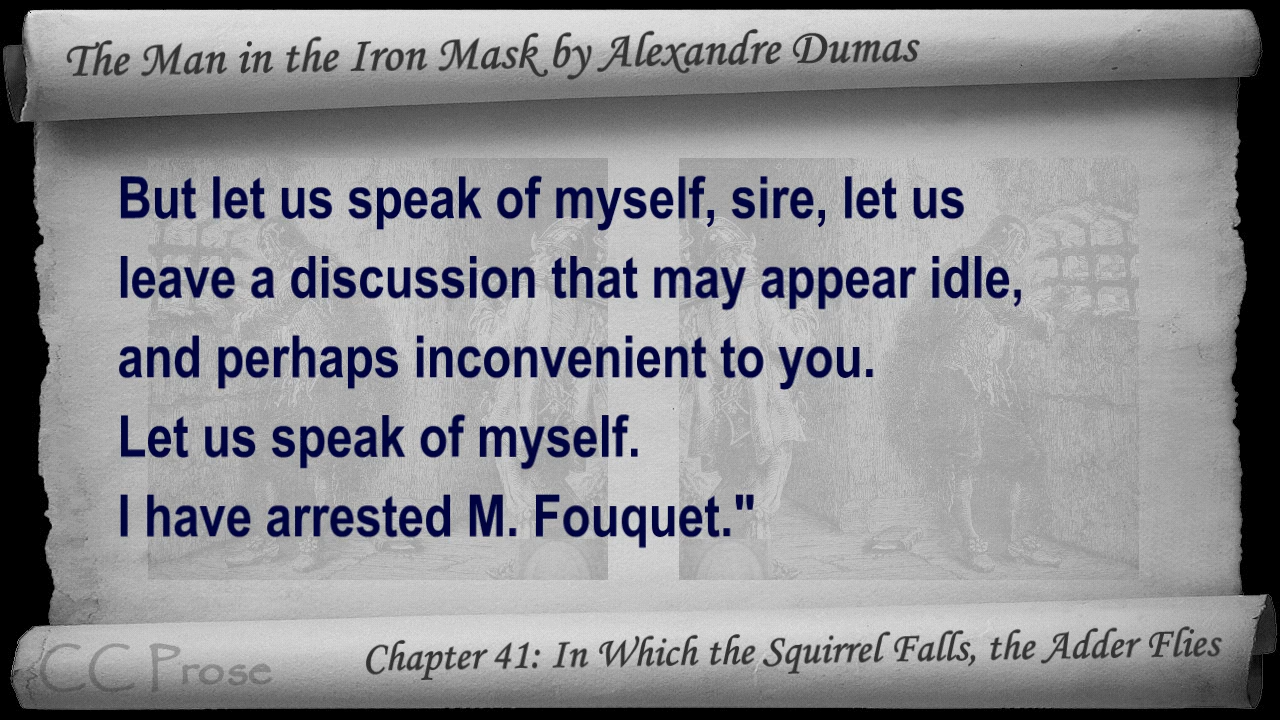 The Man in the Iron Mask by Alexandre Dumas
But let us speak of myself, sire, let us
leave a discussion that may appear idle,
and perhaps inconvenient to you.
Let us speak of myself.
I have arrested M. Fouquet."
CC Prose
Chapter 41: In Which the Squirrel Falls, the Adder Flies